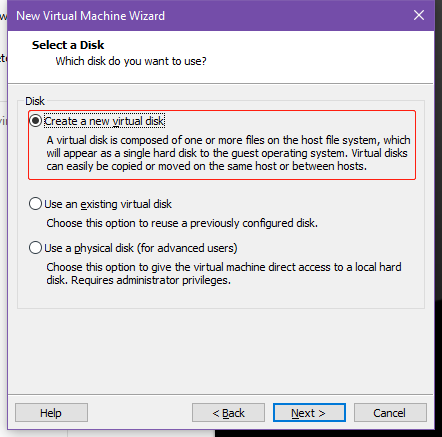 New Virtual Machine Wizard
Select a Disk
Which disk do you want to use?
Disk
Create a new virtual disk
A virtual disk is composed of one or more files on the host file system, which
will appear as a single hard disk to the guest operating system. Virtual disks
can easily be copied or moved on the same host or between hosts.
Use an existing virtual disk
Choose this option to reuse a previously configured disk.
Use a physical disk (for advanced users)
Choose this option to give the virtual machine direct access to a local hard
disk. Requires administrator privileges.
Help
< Back
Next >
Cancel